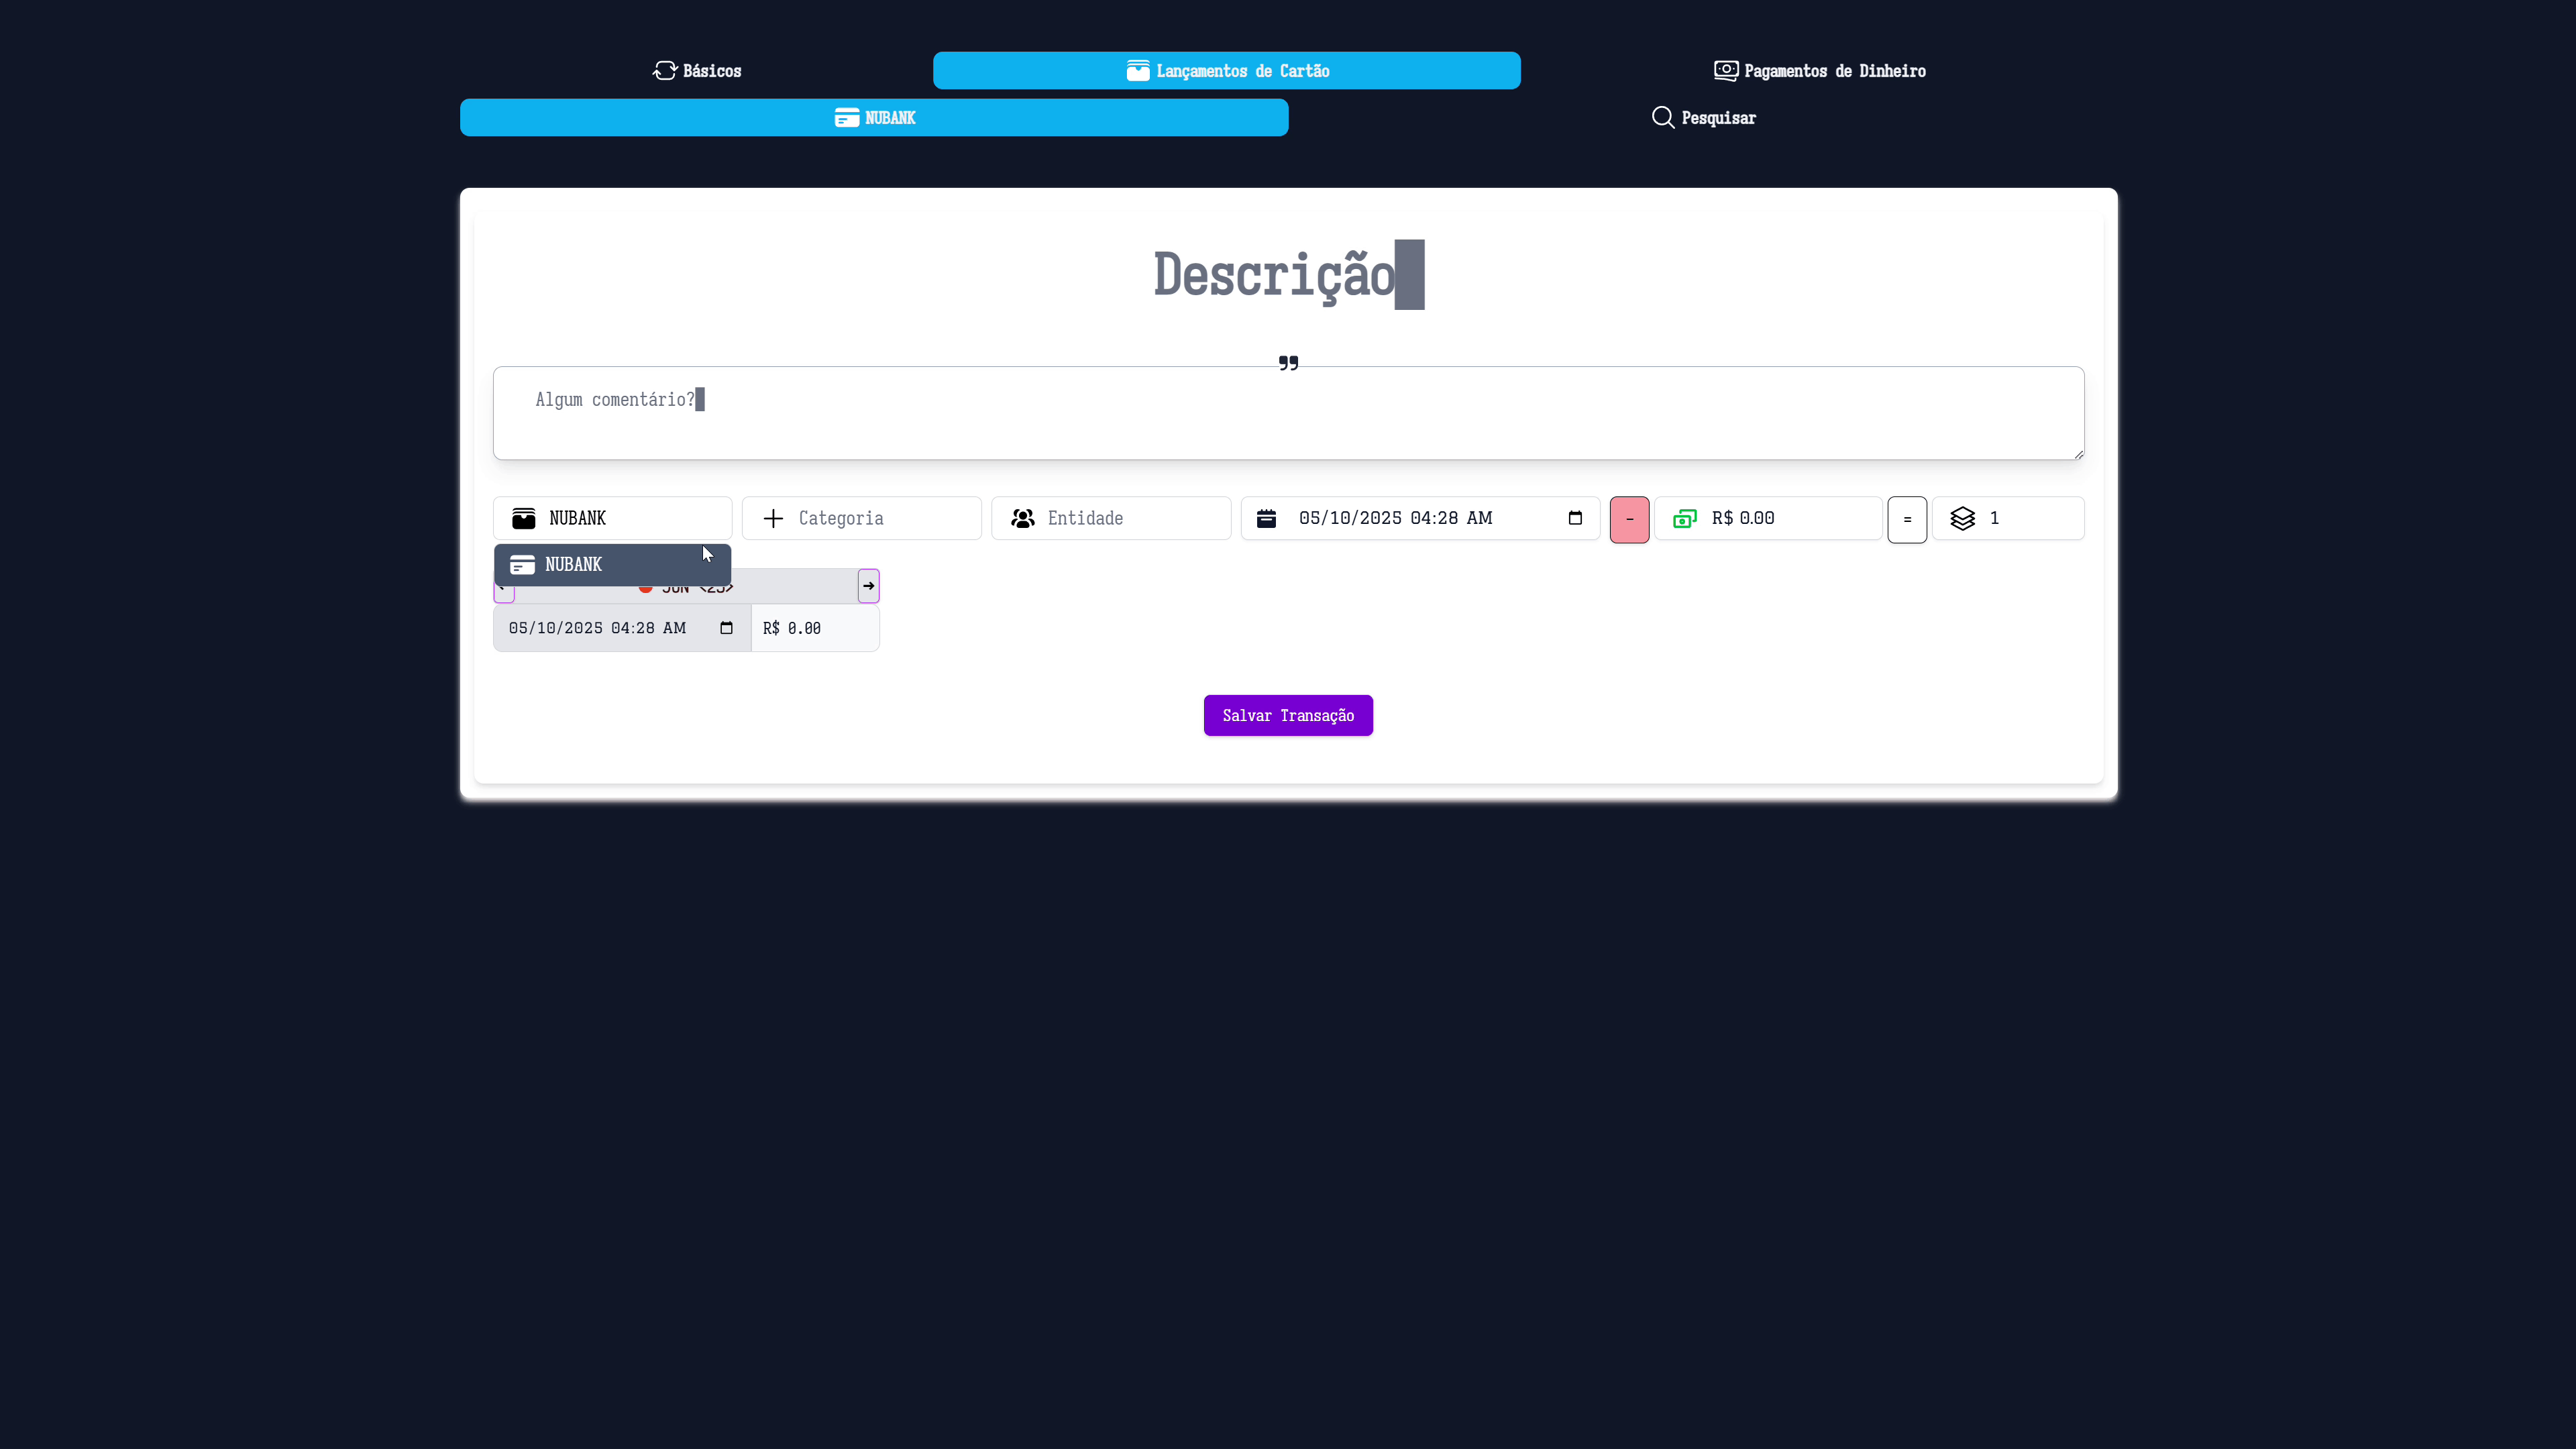 Básicos
Lançamentos de Cartão
Pagamentos de Dinheiro
NUBANK
Pesquisar
Descrição
Algum comentário?
NUBANK
Categoria
Entidade
05/10/2025 04:28 AM
-
R$ 0.00
=
1
NUBANK
JUN <25>
05/10/2025 04:28 AM
R$ 0.00
Salvar Transação